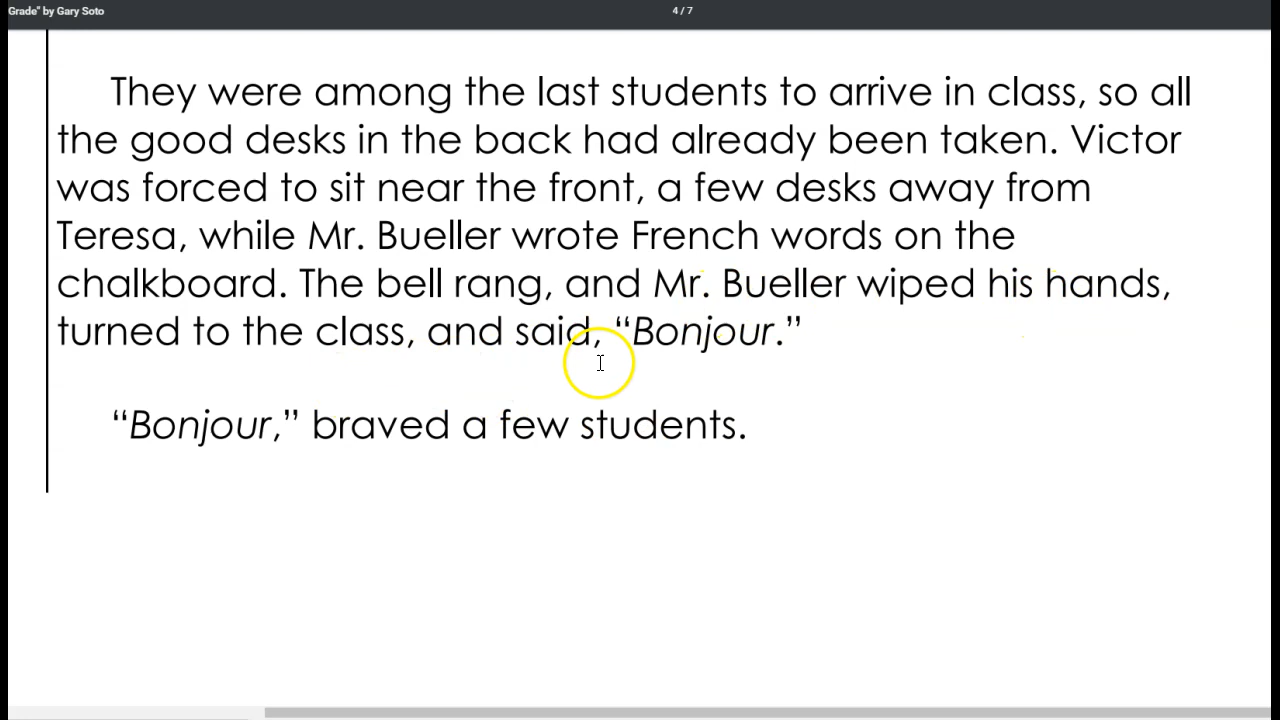 Grade" by Gary Soto
4 / 7
They were among the last students to arrive in class, so all
the good desks in the back had already been taken. Victor
was forced to sit near the front, a few desks away from
Teresa, while Mr. Bueller wrote French words on the
chalkboard. The bell rang, and Mr. Bueller wiped his hands,
turned to the class, and said, “Bonjour.”
“Bonjour,” braved a few students.